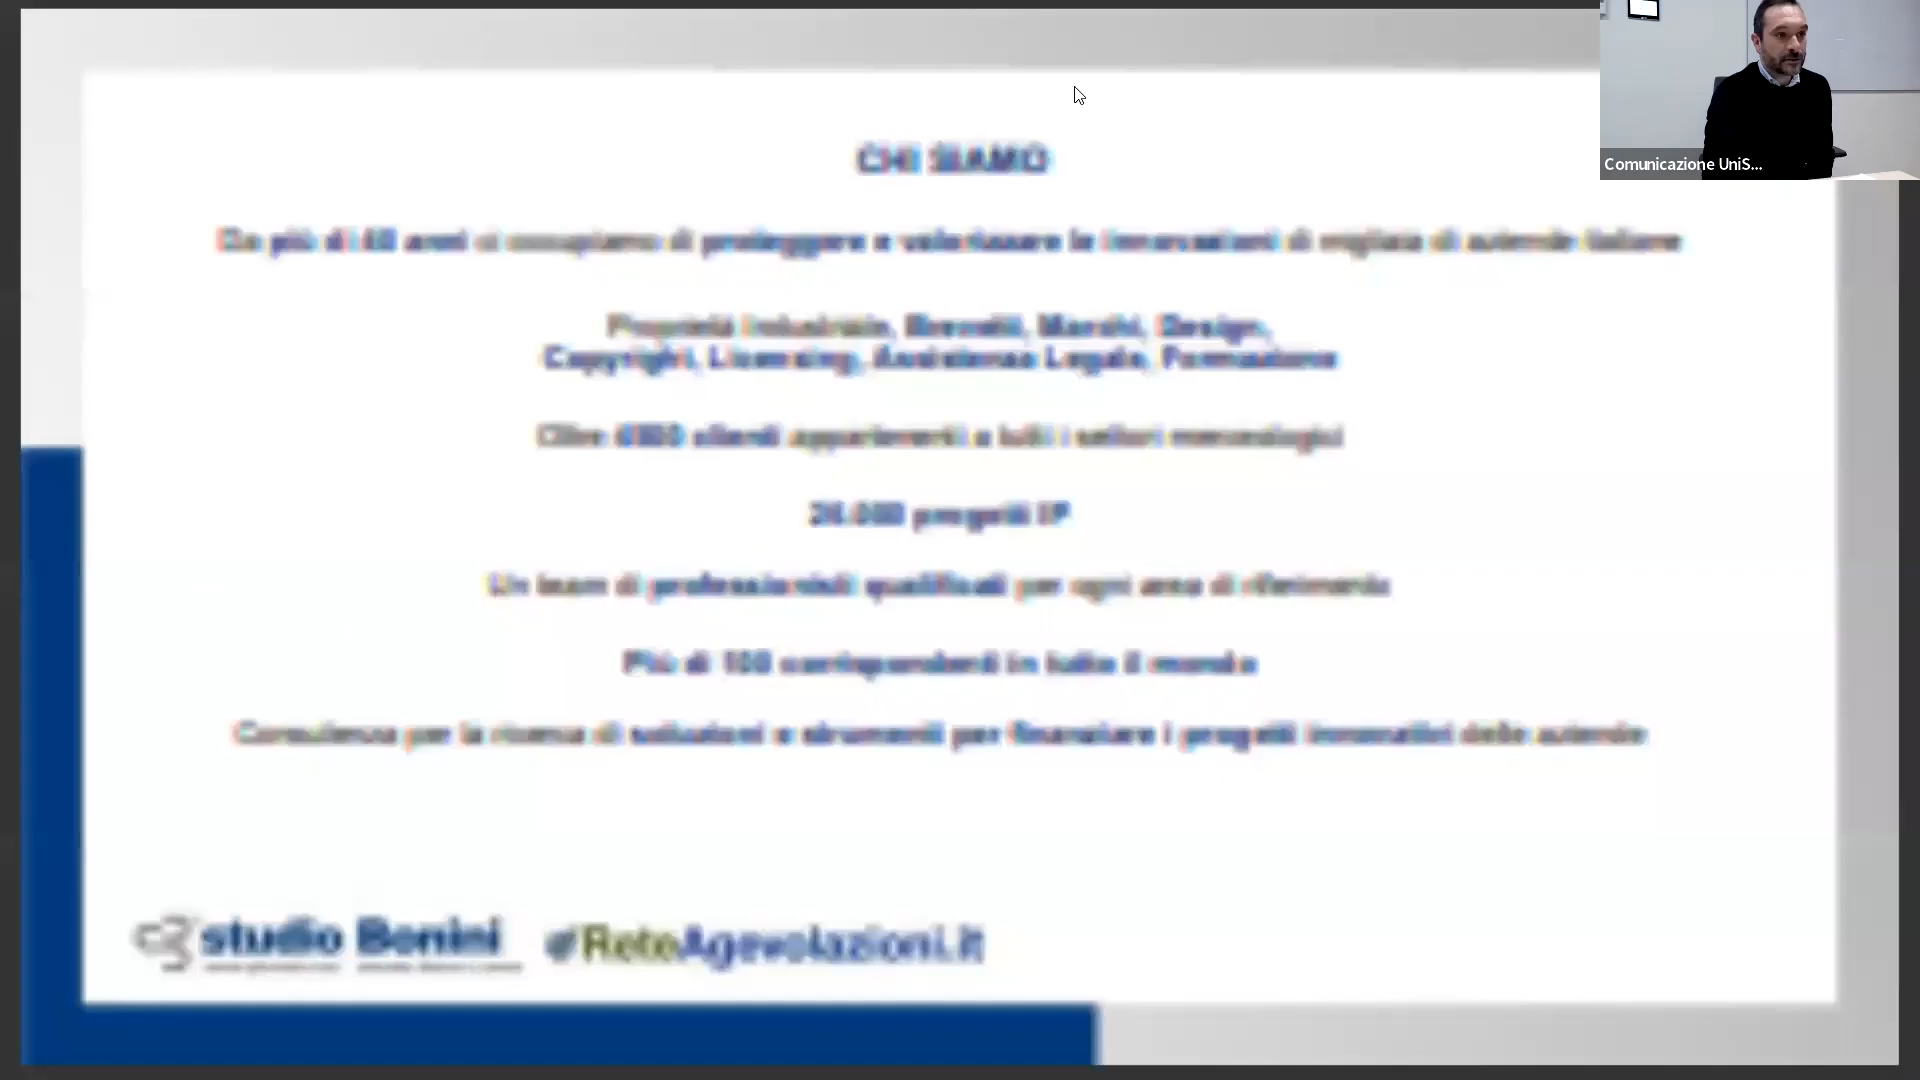 Comunicazione UniS...
CHI SIAMO
Da più di 40 anni ci occupiamo di proteggere e valorizzare le innovazioni di migliaia di aziende italiane
Proprietà Industriale, Brevetti, Marchi, Design,
Copyright, Licensing, Assistenza Legale, Formazione
Oltre clienti appartenenti a tutti i settori merceologici
progetti IP
Un team di professionisti qualificati per ogni area di riferimento
Più di 100 corrispondenti in tutto il mondo
Consulenza per la ricerca di soluzioni e strumenti per finanziare i progetti innovativi delle aziende
studio Bonini
ReteAgevolazioni.it